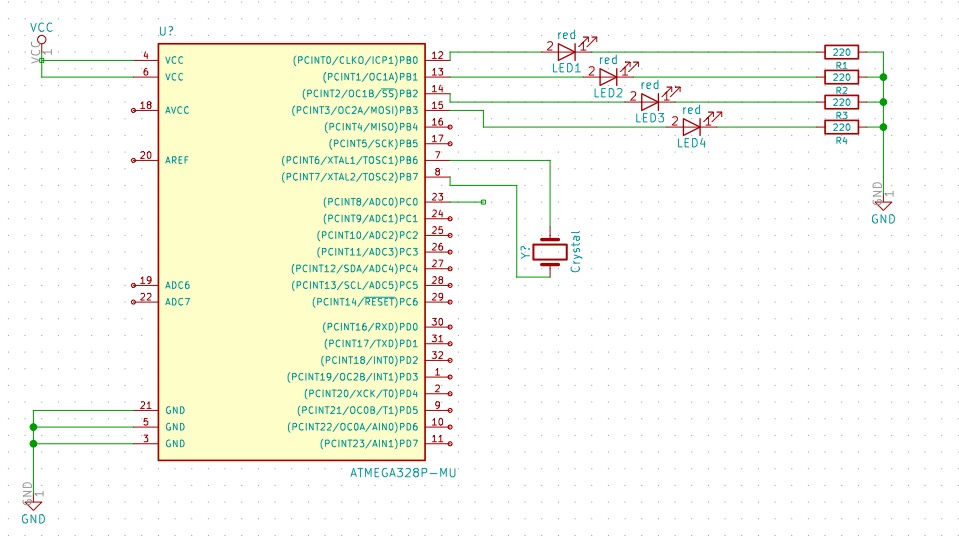 VCC
VCC
1
U?
4 VCC
6 VCC
18 AVCC
20 AREF
19 ADC6
22 ADC7
21 GND
5 GND
3 GND
GND
1
GND
(PCINT0/CLKO/ICP1)PB0 12
(PCINT1/OC1A)PB1 13
(PCINT2/OC1B/SS)PB2 14
(PCINT3/OC2A/MOSI)PB3 15
(PCINT4/MISO)PB4 16
(PCINT5/SCK)PB5 17
(PCINT6/XTAL1/TOSC1)PB6 7
(PCINT7/XTAL2/TOSC2)PB7 8
(PCINT8/ADC0)PC0 23
(PCINT9/ADC1)PC1 24
(PCINT10/ADC2)PC2 25
(PCINT11/ADC3)PC3 26
(PCINT12/SDA/ADC4)PC4 27
(PCINT13/SCL/ADC5)PC5 28
(PCINT14/RESET)PC6 29
(PCINT16/RXD)PD0 30
(PCINT17/TXD)PD1 31
(PCINT18/INT0)PD2 32
(PCINT19/OC2B/INT1)PD3 1
(PCINT20/XCK/T0)PD4 2
(PCINT21/OC0B/T1)PD5 9
(PCINT22/OC0A/AIN0)PD6 10
(PCINT23/AIN1)PD7 11
ATMEGA328P-MU
red
2 1
LED1
red
2 1
LED2
red
2 1
LED3
red
2 1
LED4
220
R1
220
R2
220
R3
220
R4
Y?
Crystal
GND
1
GND